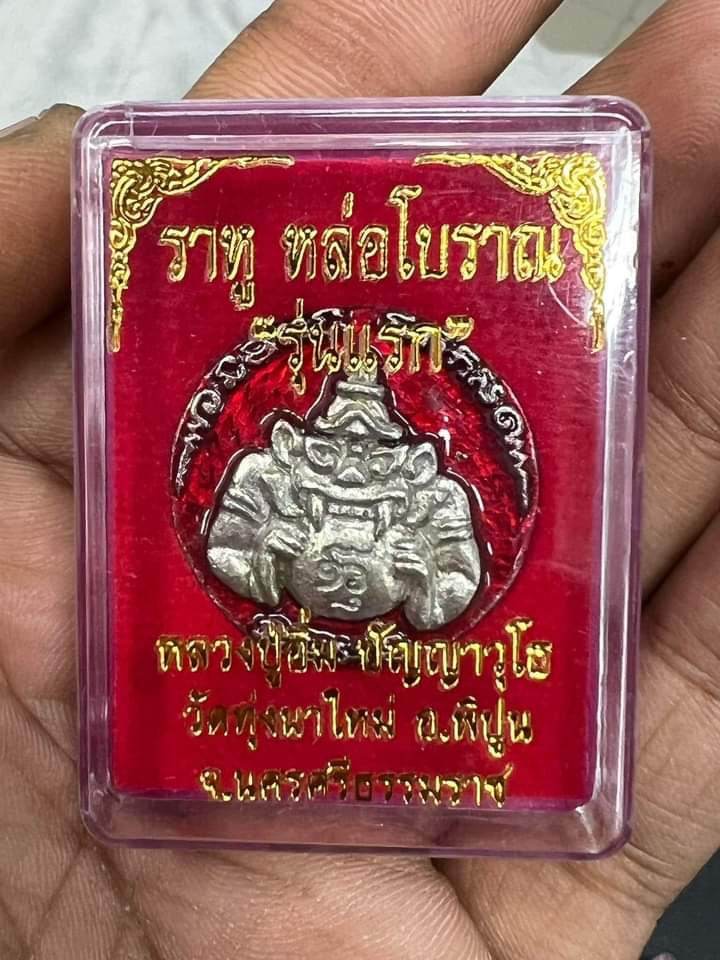 ราหู หล่อโบราณ
"รุ่นแรก"
หลวงปู่อิ่ม ปัญญาวุโธ
วัดทุ่งนาใหม่ อ.พิปูน
จ.นครศรีธรรมราช